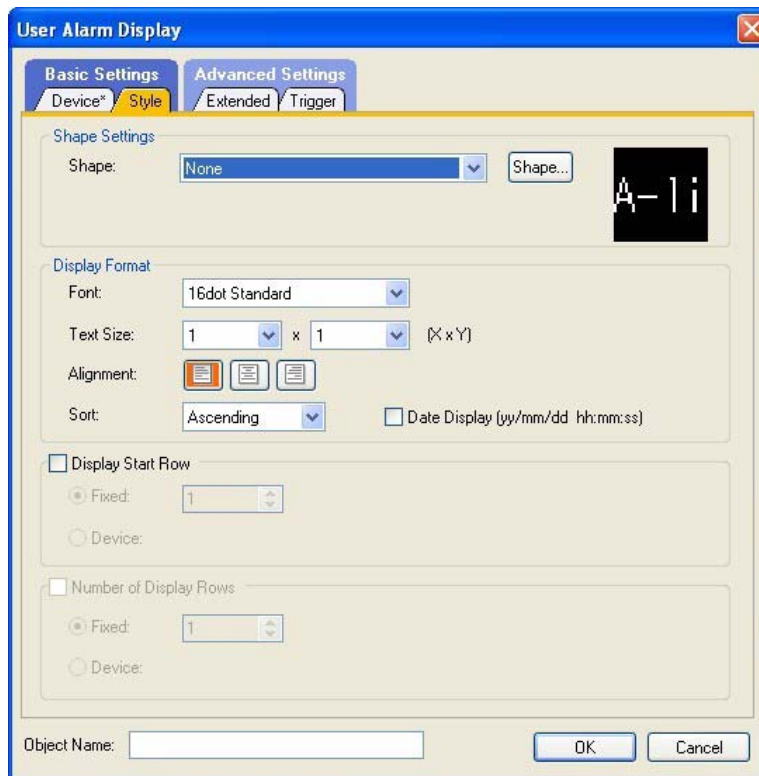 User Alarm Display
Basic Settings
Advanced Settings
Device* Style
Extended Trigger
Shape Settings
Shape: None Shape...
A-li
Display Format
Font: 16dot Standard
Text Size: 1 x 1 (X x Y)
Alignment:
Sort: Ascending Date Display (yy/mm/dd hh:mm:ss)
Display Start Row
Fixed: 1
Device:
Number of Display Rows
Fixed: 1
Device:
Object Name: OK Cancel